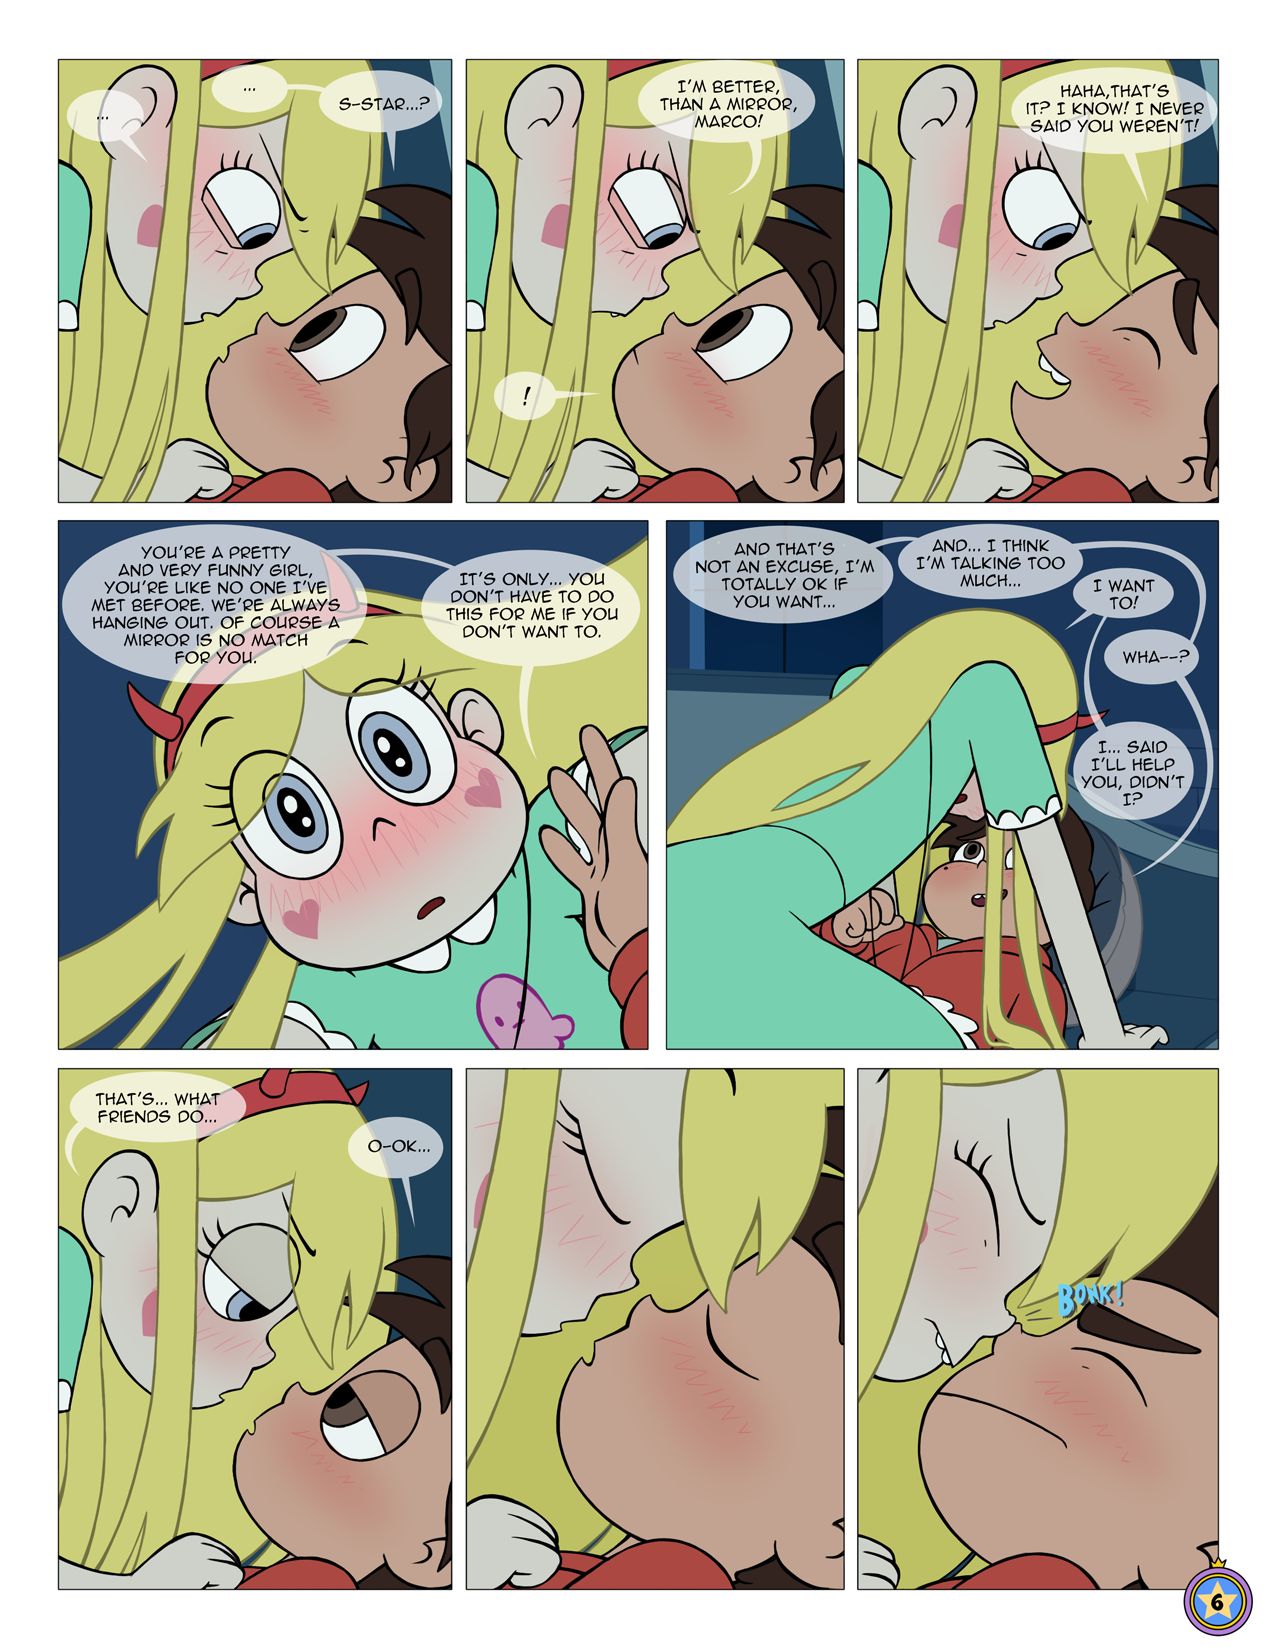 ...
...
S-STAR...?
I'M BETTER,
THAN A MIRROR,
MARCO!
!
HAHA,THAT'S
IT? I KNOW! I NEVER
SAID YOU WEREN'T!
YOU'RE A PRETTY
AND VERY FUNNY GIRL,
YOU'RE LIKE NO ONE I'VE
MET BEFORE. WE'RE ALWAYS
HANGING OUT. OF COURSE A
MIRROR IS NO MATCH
FOR YOU.
IT'S ONLY... YOU
DON'T HAVE TO DO
THIS FOR ME IF YOU
DON'T WANT TO.
AND THAT'S
NOT AN EXCUSE, I'M
TOTALLY OK IF
YOU WANT...
AND... I THINK
I'M TALKING TOO
MUCH...
I WANT
TO!
WHA--?
I... SAID
I'LL HELP
YOU, DIDN'T
I?
THAT'S... WHAT
FRIENDS DO...
O-OK...
BONK!
6